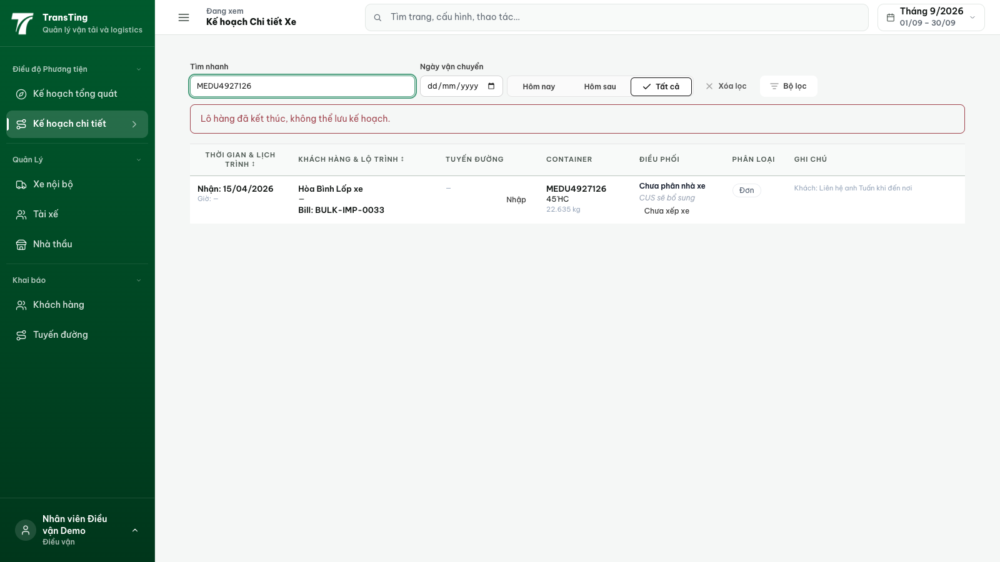 TransTing
Quản lý vận tải và logistics
Điều độ Phương tiện
Kế hoạch tổng quát
Kế hoạch chi tiết
Quản Lý
Xe nội bộ
Tài xế
Nhà thầu
Khai báo
Khách hàng
Tuyến đường
Nhân viên Điều
vận Demo
Điều vận
Đang xem
Kế hoạch Chi tiết Xe
Tìm trang, cấu hình, thao tác...
Tháng 9/2026
01/09 – 30/09
Tìm nhanh
MEDU4927126
Ngày vận chuyển
dd/mm/yyyy
Hôm nay
Hôm sau
Tất cả
Xóa lọc
Bộ lọc
Lô hàng đã kết thúc, không thể lưu kế hoạch.
THỜI GIAN & LỊCH
TRÌNH ↕
KHÁCH HÀNG & LỘ TRÌNH ↕
TUYẾN ĐƯỜNG
CONTAINER
ĐIỀU PHỐI
PHÂN LOẠI
GHI CHÚ
Nhận: 15/04/2026
Giờ: —
Hòa Bình Lốp xe
—
Bill: BULK-IMP-0033
—
Nhập
MEDU4927126
45'HC
22.635 kg
Chưa phân nhà xe
CUS sẽ bổ sung
Chưa xếp xe
Đơn
Khách: Liên hệ anh Tuấn khi đến nơi